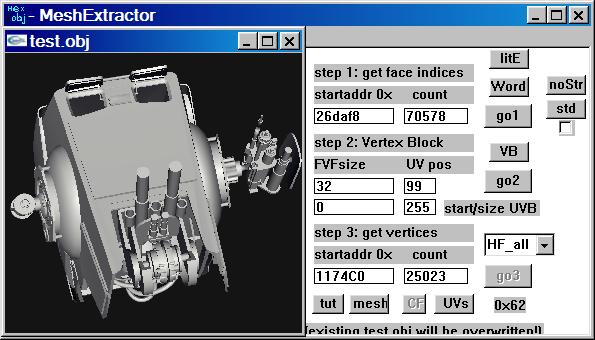 Hex
obj- MeshExtractor
test.obj
litE
step 1: get face indices
Word
noStr
startaddr 0x count
std
26daf8 70578
go1
step 2: Vertex Block
VB
FVFsize UV pos
go2
32 99
0 255 start/size UVB
step 3: get vertices
HF_all
startaddr 0x count
1174C0 25023
go3
tut mesh CF UVs 0x62
(existing test.obj will be overwritten!)